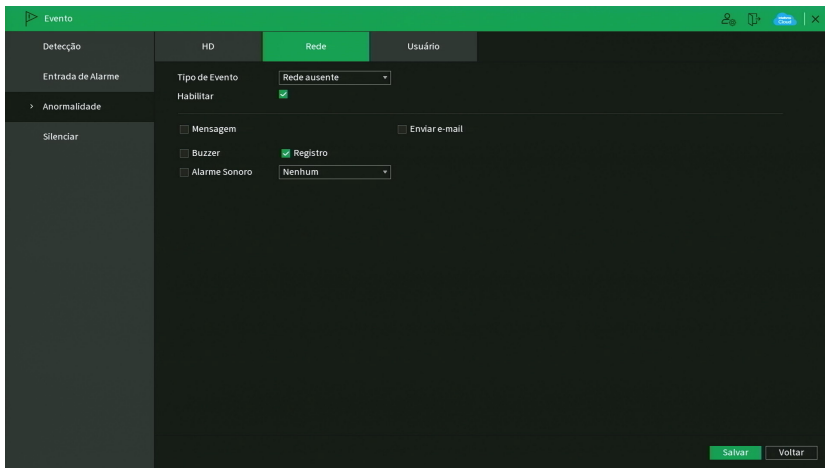 Evento
Cloud
Detecção
Entrada de Alarme
Anormalidade
Silenciar
HD
Rede
Usuário
Tipo de Evento
Rede ausente
Habilitar
Mensagem
Enviar e-mail
Buzzer
Registro
Alarme Sonoro
Nenhum
Salvar
Voltar